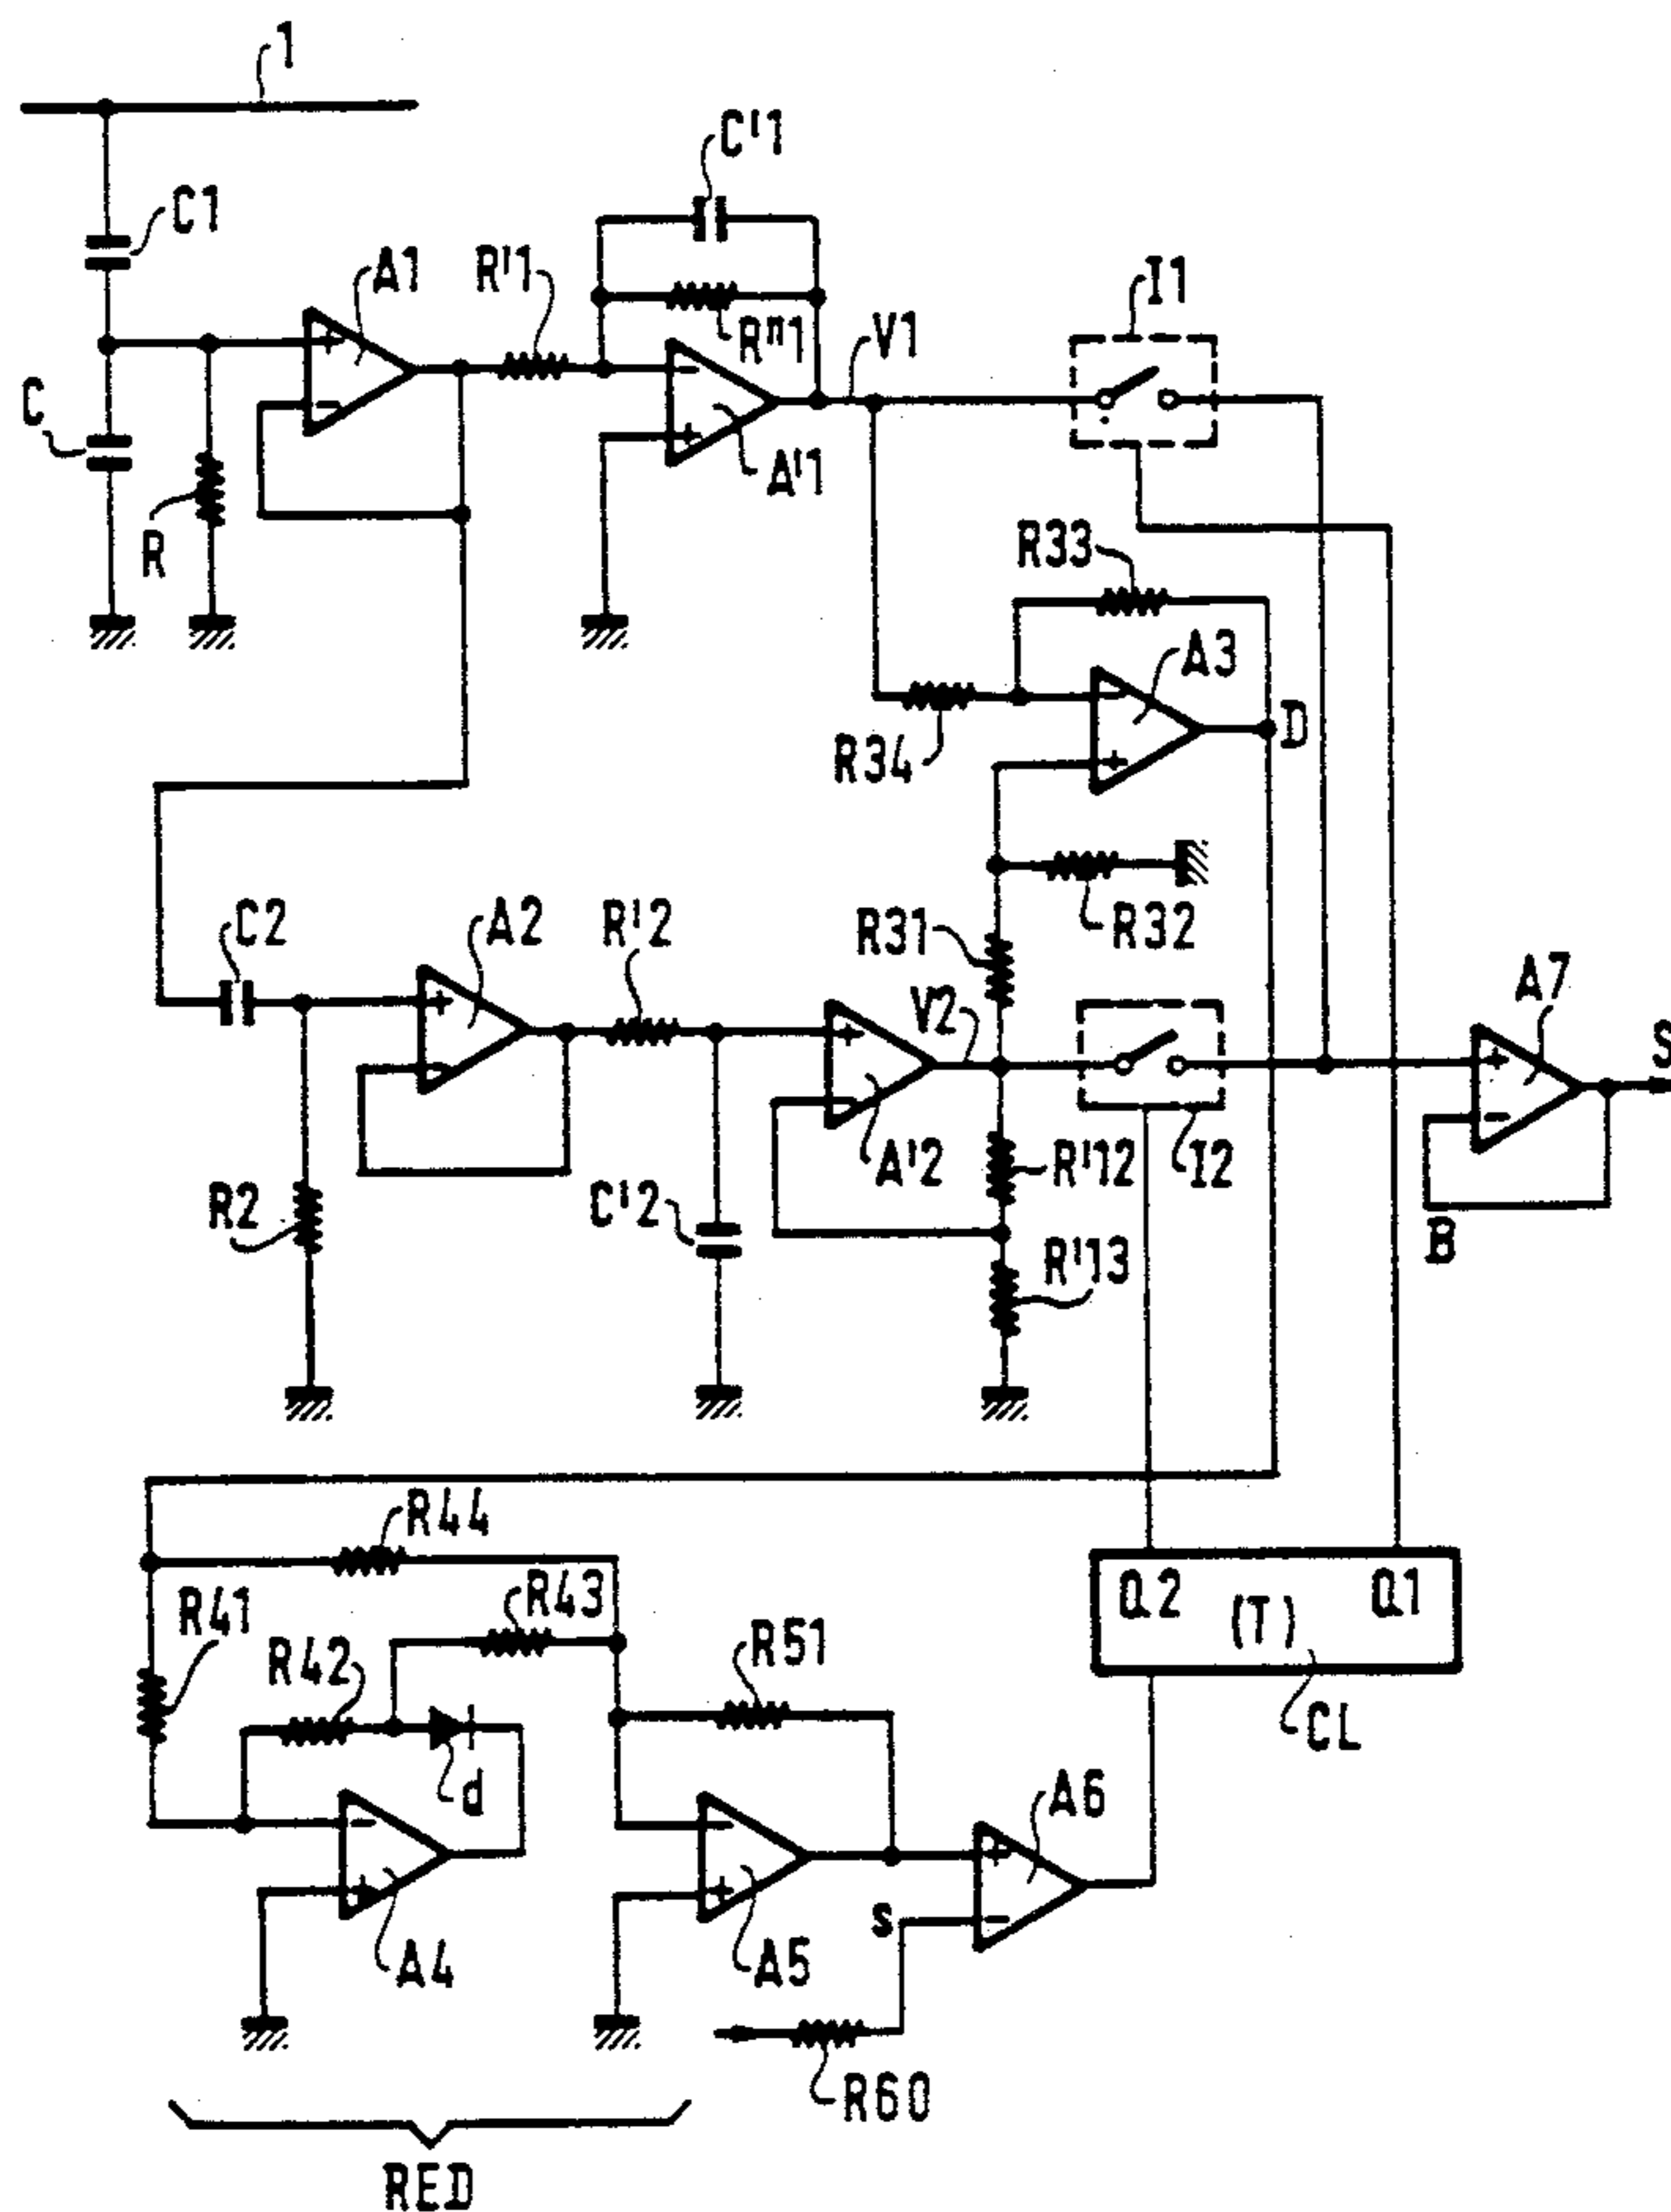 1
C1
C'1
A1
R'1
I1
R"1
V1
C
A'1
R
R33
A3
D
R34
R32
C2
A2
R'2
R31
V2
A7
S
A'2
R'12
I2
R2
C'2
R'13
B
R44
R41
R43
Q2
(T)
Q1
R42
R51
CL
d
A6
s
A4
A5
R60
RED